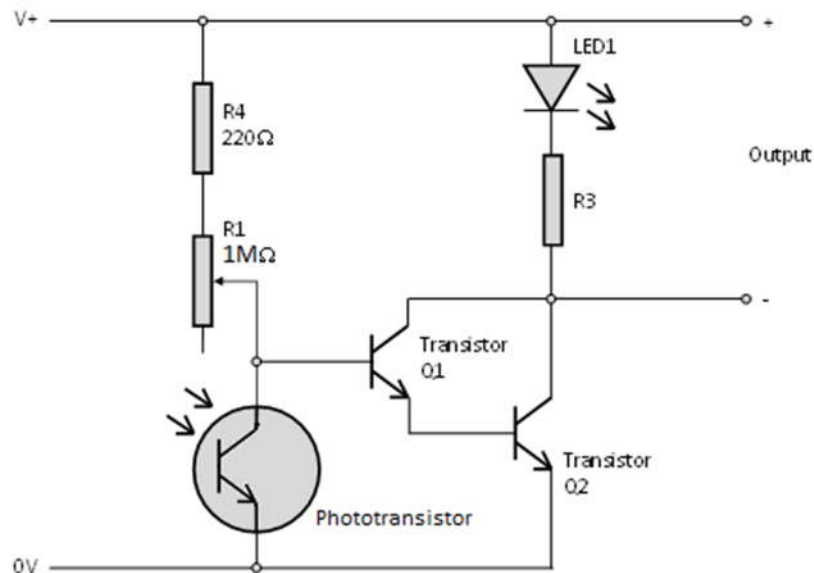 V+
+
LED1
R4
220Ω
Output
R3
R1
1MΩ
-
Transistor
Q1
Transistor
Q2
Phototransistor
0V